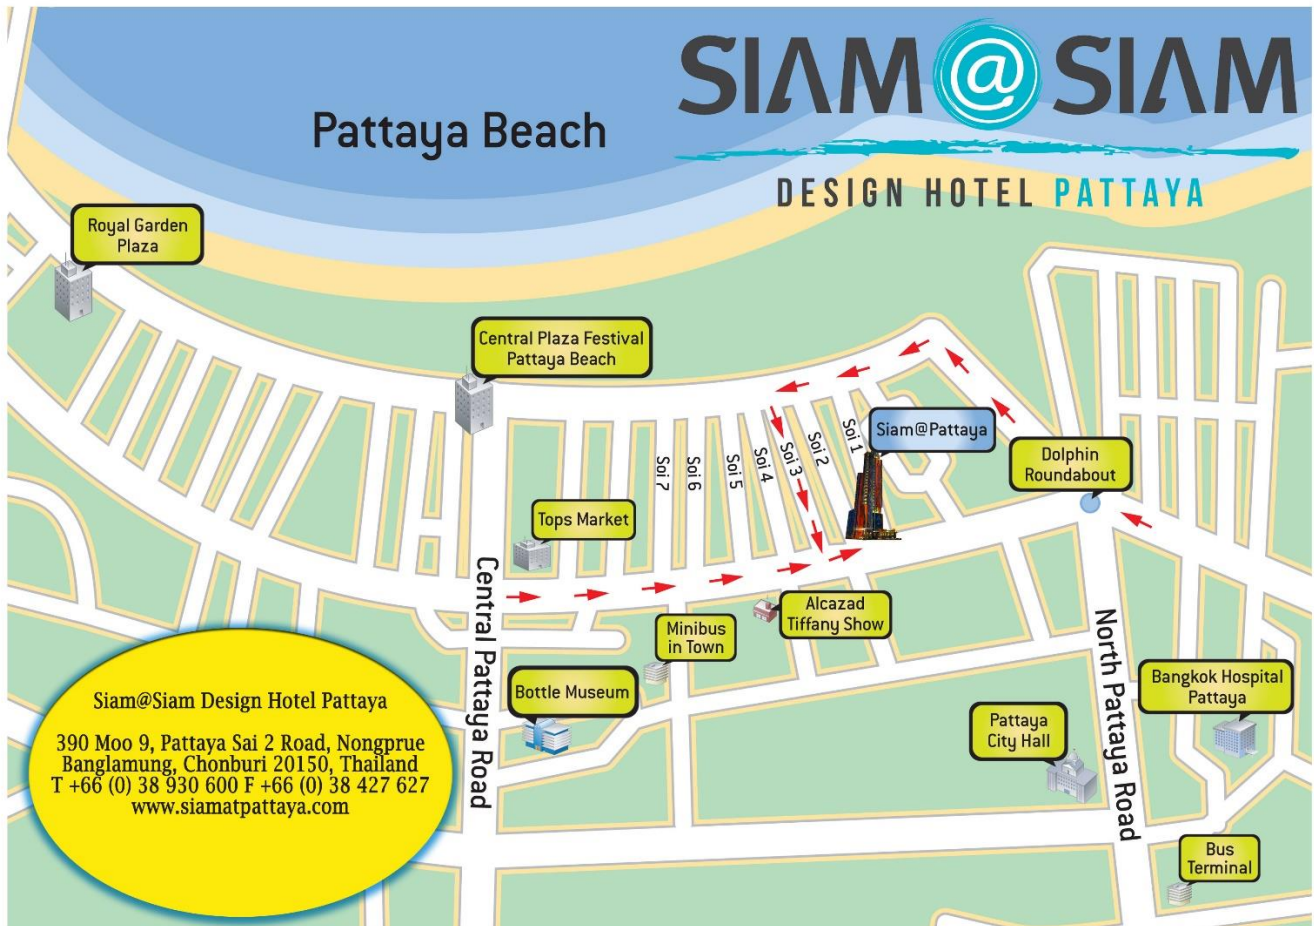 SIAM@SIAM
DESIGN HOTEL PATTAYA
Pattaya Beach
Royal Garden
Plaza
Central Plaza Festival
Pattaya Beach
Siam@Pattaya
Dolphin
Roundabout
Soi 7
Soi 6
Soi 5
Soi 4
Soi 3
Soi 2
Soi 1
Tops Market
Central Pattaya Road
Alcazad
Tiffany Show
Minibus
in Town
Bottle Museum
North Pattaya Road
Bangkok Hospital
Pattaya
Pattaya
City Hall
Bus
Terminal
Siam@Siam Design Hotel Pattaya
390 Moo 9, Pattaya Sai 2 Road, Nongprue
Banglamung, Chonburi 20150, Thailand
T +66 (0) 38 930 600 F +66 (0) 38 427 627
www.siamatpattaya.com